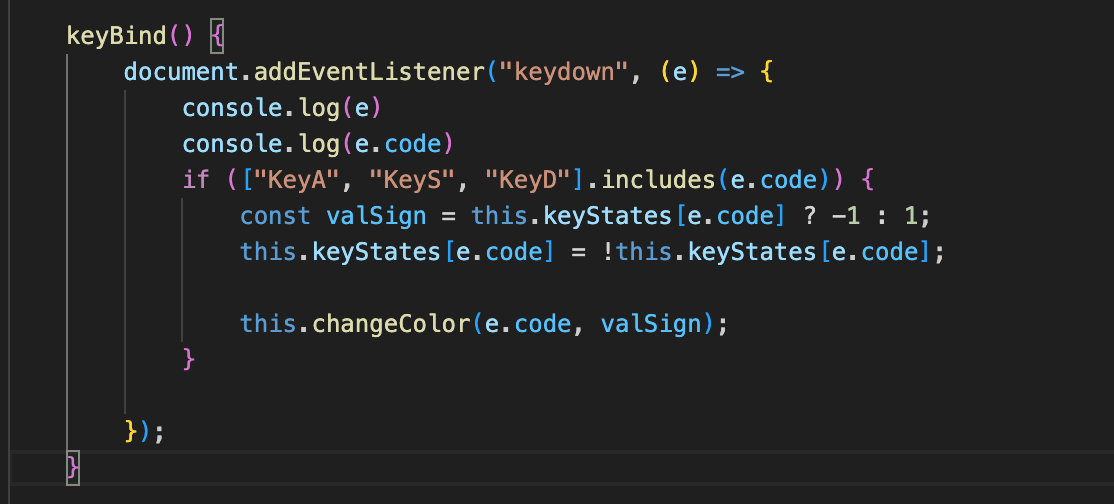 keyBind() {
document.addEventListener("keydown", (e) => {
console.log(e)
console.log(e.code)
if (["KeyA", "KeyS", "KeyD"].includes(e.code)) {
const valSign = this.keyStates[e.code] ? -1 : 1;
this.keyStates[e.code] = !this.keyStates[e.code];
this.changeColor(e.code, valSign);
}
});
}